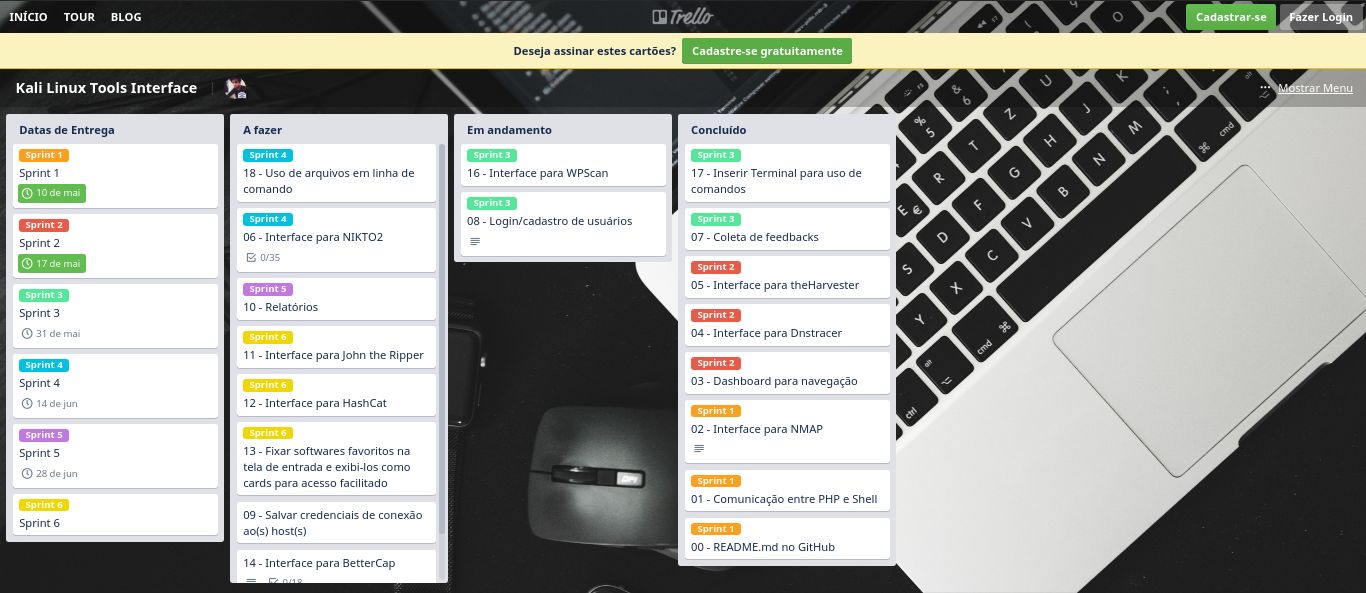 INÍCIO TOUR BLOG
Trello
Cadastrar-se Fazer Login
Deseja assinar estes cartões? Cadastre-se gratuitamente
Kali Linux Tools Interface
Mostrar Menu
Datas de Entrega
Sprint 1
Sprint 1
10 de mai
Sprint 2
Sprint 2
17 de mai
Sprint 3
Sprint 3
31 de mai
Sprint 4
Sprint 4
14 de jun
Sprint 5
Sprint 5
28 de jun
Sprint 6
Sprint 6
A fazer
Sprint 4
18 - Uso de arquivos em linha de
comando
Sprint 4
06 - Interface para NIKTO2
0/35
Sprint 5
10 - Relatórios
Sprint 6
11 - Interface para John the Ripper
Sprint 6
12 - Interface para HashCat
Sprint 6
13 - Fixar softwares favoritos na
tela de entrada e exibí-los como
cards para acesso facilitado
09 - Salvar credenciais de conexão
ao(s) host(s)
14 - Interface para BetterCap
0/18
Em andamento
Sprint 3
16 - Interface para WPScan
Sprint 3
08 - Login/cadastro de usuários
Concluído
Sprint 3
17 - Inserir Terminal para uso de
comandos
Sprint 3
07 - Coleta de feedbacks
Sprint 2
05 - Interface para theHarvester
Sprint 2
04 - Interface para Dnstracer
Sprint 2
03 - Dashboard para navegação
Sprint 1
02 - Interface para NMAP
Sprint 1
01 - Comunicação entre PHP e Shell
Sprint 1
00 - README.md no GitHub
% 5
& 6
Z U
T H J K
R G N M
E € F B
D V
S C
X
Y
cmd
cmd
alt
ctrl
O
DPI